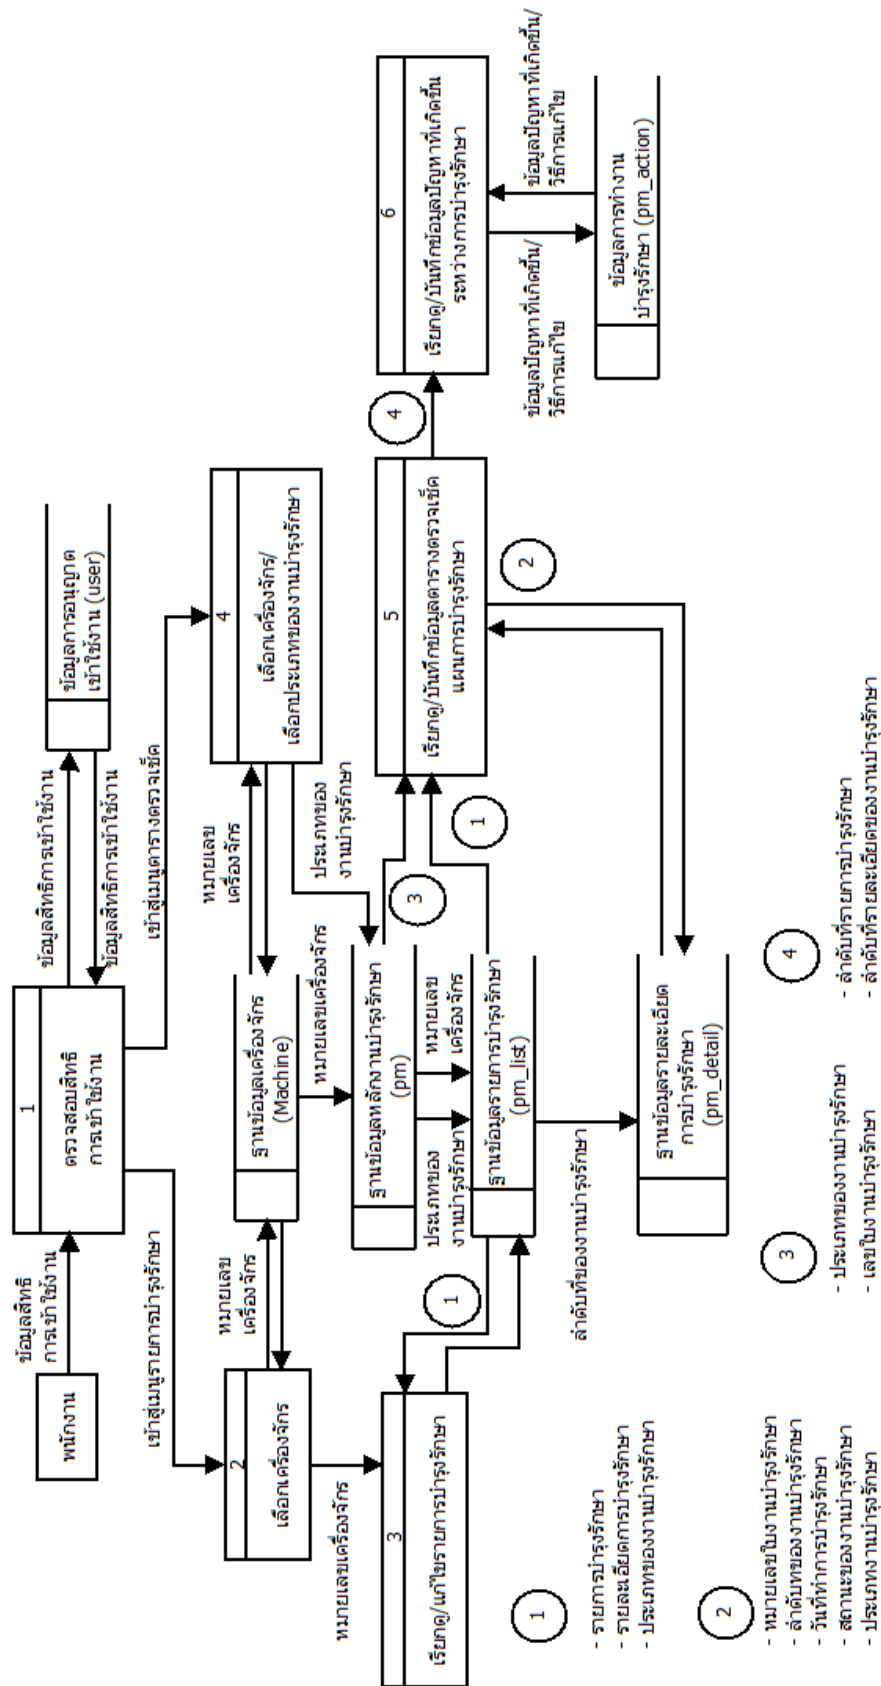 พนักงาน
ข้อมูลสิทธิ
การเข้าใช้งาน
1
ตรวจสอบสิทธิ
การเข้าใช้งาน
ข้อมูลสิทธิการเข้าใช้งาน
ข้อมูลสิทธิการเข้าใช้งาน
ข้อมูลการอนุญาต
เข้าใช้งาน (user)
เข้าสู่เมนูรายการบำรุงรักษา
เข้าสู่เมนูตารางตรวจเช็ค
2
เลือกเครื่องจักร
หมายเลข
เครื่องจักร
ฐานข้อมูลเครื่องจักร
(Machine)
หมายเลข
เครื่องจักร
4
เลือกเครื่องจักร/
เลือกประเภทของงานบำรุงรักษา
หมายเลขเครื่องจักร
หมายเลขเครื่องจักร
ประเภทของ
งานบำรุงรักษา
ฐานข้อมูลหลักงานบำรุงรักษา
(pm)
3
ประเภทของ
งานบำรุงรักษา
หมายเลข
เครื่องจักร
3
เรียกดู/แก้ไขรายการบำรุงรักษา
1
ฐานข้อมูลรายการบำรุงรักษา
(pm_list)
1
5
เรียกดู/บันทึกข้อมูลตารางตรวจเช็ค
แผนการบำรุงรักษา
4
6
เรียกดู/บันทึกข้อมูลปัญหาที่เกิดขึ้น
ระหว่างการบำรุงรักษา
2
ข้อมูลปัญหาที่เกิดขึ้น/
วิธีการแก้ไข
ข้อมูลปัญหาที่เกิดขึ้น/
วิธีการแก้ไข
ข้อมูลการทำงาน
บำรุงรักษา (pm_action)
ลำดับที่ของงานบำรุงรักษา
ฐานข้อมูลรายละเอียด
การบำรุงรักษา
(pm_detail)
1
- รายการบำรุงรักษา
- รายละเอียดการบำรุงรักษา
- ประเภทของงานบำรุงรักษา
2
- หมายเลขใบงานบำรุงรักษา
- ลำดับทของงานบำรุงรักษา
- วันที่ทำการบำรุงรักษา
- สถานะของงานบำรุงรักษา
- ประเภทงานบำรุงรักษา
3
- ประเภทของงานบำรุงรักษา
- เลขใบงานบำรุงรักษา
4
- ลำดับที่รายการบำรุงรักษา
- ลำดับที่รายละเอียดของงานบำรุงรักษา